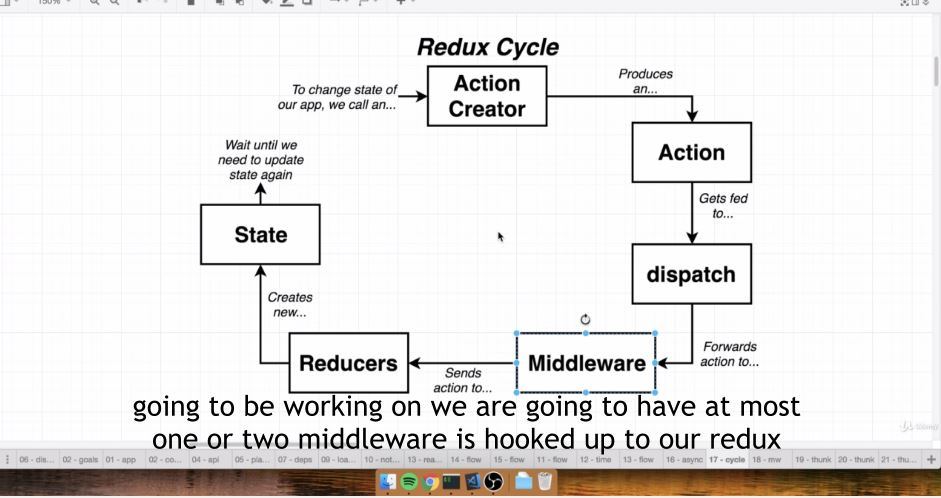 150%
Redux Cycle
To change state of
our app, we call an...
Action
Creator
Produces
an...
Action
Gets fed
to...
dispatch
Forwards
action to...
Middleware
Sends
action to...
Reducers
Creates
new...
State
Wait until we
need to update
state again
going to be working on we are going to have at most
one or two middleware is hooked up to our redux
Udemy
06 - dis...
02 - goals
01 - app
02 - co...
04 - api
05 - pla...
07 - deps
09 - loa...
10 - not...
13 - rea...
14 - flow
15 - flow
11 - flow
12 - time
13 - flow
16 - async
17 - cycle
18 - mw
19 - thunk
20 - thunk
21 - thu...